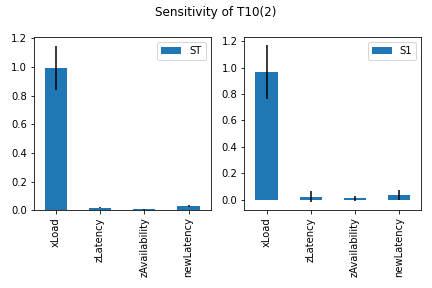 Sensitivity of T10(2)
ST
1.2
1.0
0.8
0.6
0.4
0.2
0.0
xLoad
zLatency
zAvailability
newLatency
S1
1.2
1.0
0.8
0.6
0.4
0.2
0.0
xLoad
zLatency
zAvailability
newLatency